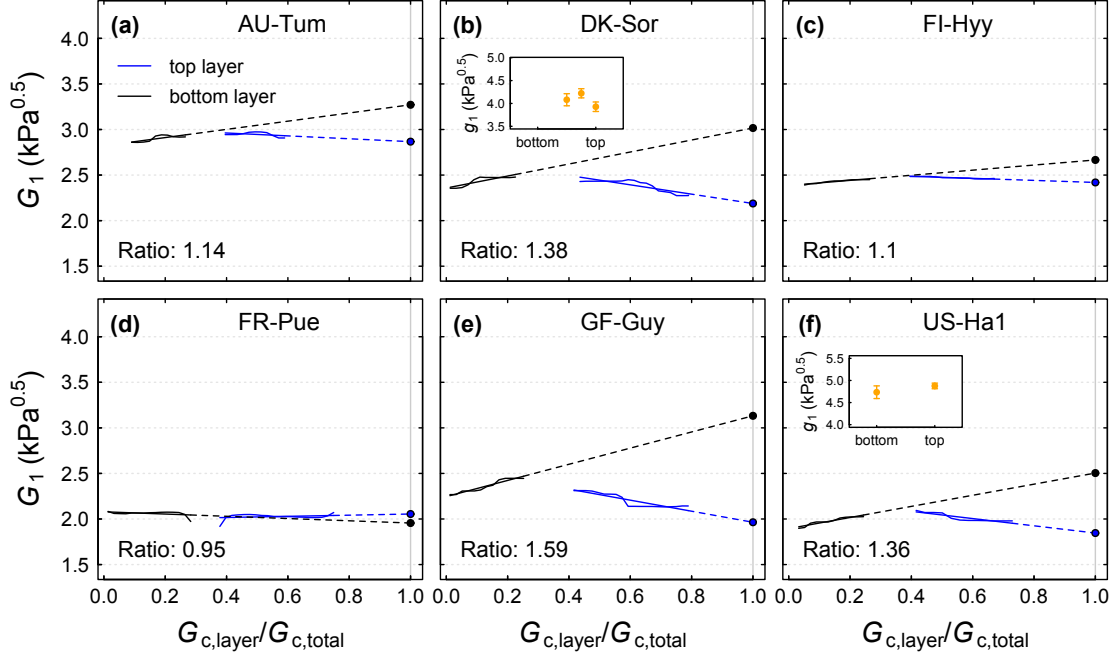 (a) AU-Tum
(b) DK-Sor
(c) FI-Hyy
top layer
bottom layer
G1 (kPa0.5)
4.0
3.5
3.0
2.5
2.0
1.5
g1 (kPa0.5)
5.0
4.5
4.0
3.5
bottom top
Ratio: 1.14
Ratio: 1.38
Ratio: 1.1
(d) FR-Pue
(e) GF-Guy
(f) US-Ha1
G1 (kPa0.5)
4.0
3.5
3.0
2.5
2.0
1.5
g1 (kPa0.5)
5.5
5.0
4.5
4.0
bottom top
Ratio: 0.95
Ratio: 1.59
Ratio: 1.36
0.0 0.2 0.4 0.6 0.8 1.0
0.0 0.2 0.4 0.6 0.8 1.0
0.0 0.2 0.4 0.6 0.8 1.0
Gc,layer/Gc,total
Gc,layer/Gc,total
Gc,layer/Gc,total